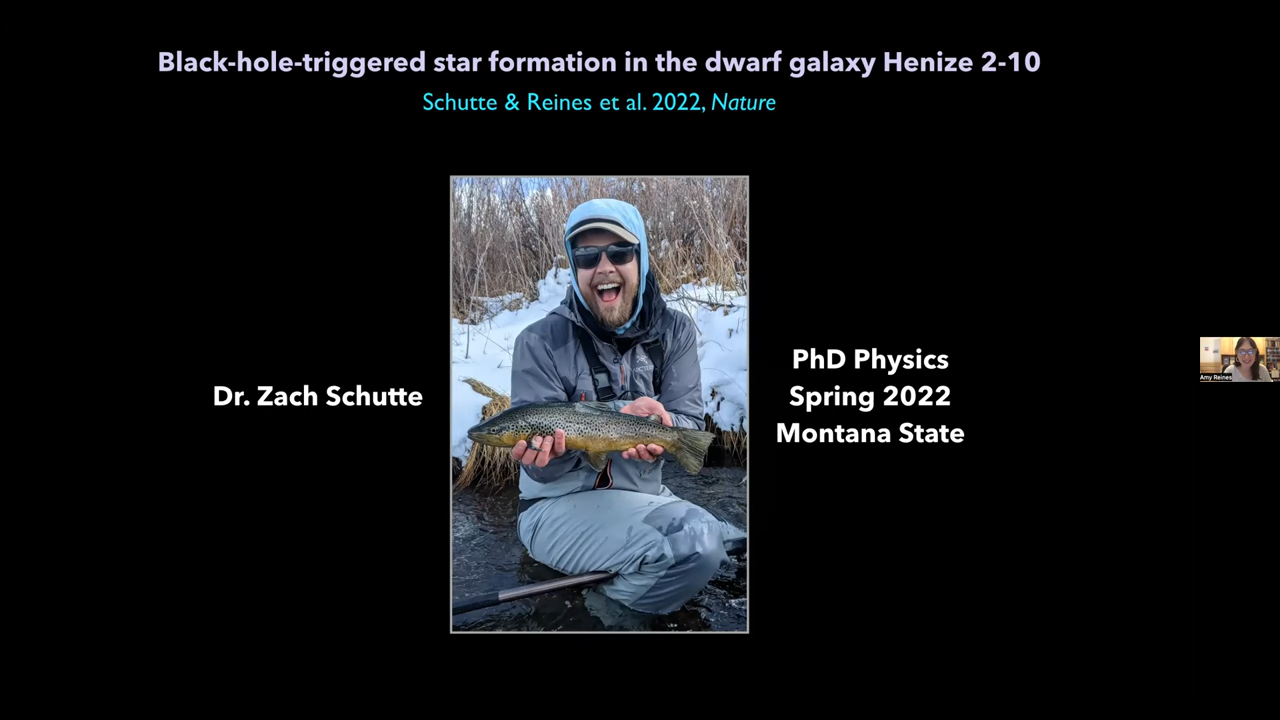 Black-hole-triggered star formation in the dwarf galaxy Henize 2-10
Schutte & Reines et al. 2022, Nature
Dr. Zach Schutte
PhD Physics
Spring 2022
Montana State
Amy Reines